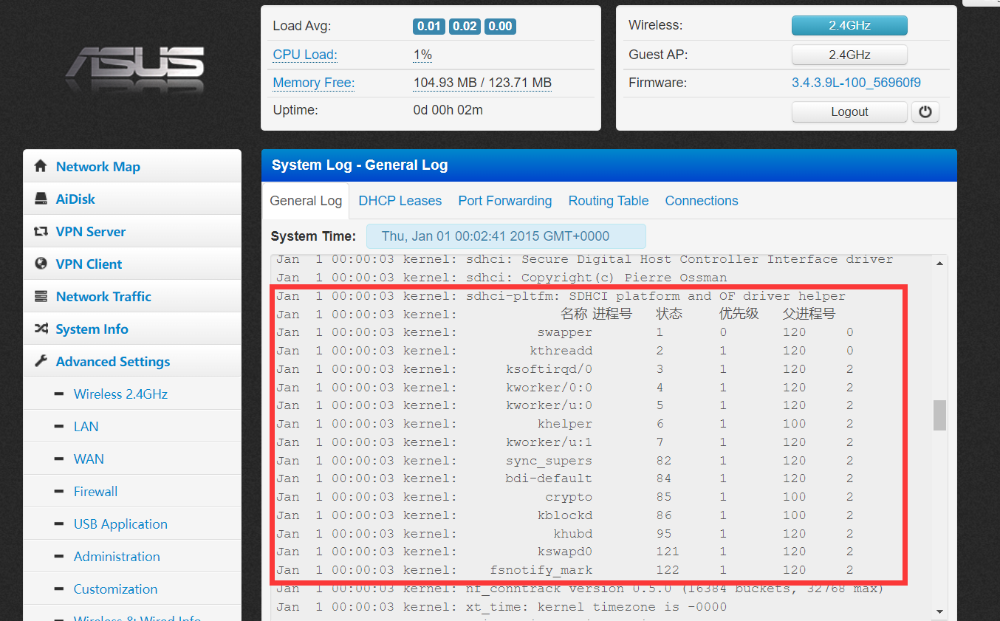 ASUS
Load Avg: 0.01 0.02 0.00
CPU Load: 1%
Memory Free: 104.93 MB / 123.71 MB
Uptime: 0d 00h 02m
Wireless: 2.4GHz
Guest AP: 2.4GHz
Firmware: 3.4.3.9L-100_56960f9
Logout
Network Map
AiDisk
VPN Server
VPN Client
Network Traffic
System Info
Advanced Settings
Wireless 2.4GHz
LAN
WAN
Firewall
USB Application
Administration
Customization
Wireless & Wired Info
System Log - General Log
General Log DHCP Leases Port Forwarding Routing Table Connections
System Time: Thu, Jan 01 00:02:41 2015 GMT+0000
Jan 1 00:00:03 kernel: sdhci: Secure Digital Host Controller Interface driver
Jan 1 00:00:03 kernel: sdhci: Copyright(c) Pierre Ossman
Jan 1 00:00:03 kernel: sdhci-pltfm: SDHCI platform and OF driver helper
Jan 1 00:00:03 kernel: 名称 进程号 状态 优先级 父进程号
Jan 1 00:00:03 kernel: swapper 1 0 120 0
Jan 1 00:00:03 kernel: kthreadd 2 1 120 0
Jan 1 00:00:03 kernel: ksoftirqd/0 3 1 120 2
Jan 1 00:00:03 kernel: kworker/0:0 4 1 120 2
Jan 1 00:00:03 kernel: kworker/u:0 5 1 120 2
Jan 1 00:00:03 kernel: khelper 6 1 100 2
Jan 1 00:00:03 kernel: kworker/u:1 7 1 120 2
Jan 1 00:00:03 kernel: sync_supers 82 1 120 2
Jan 1 00:00:03 kernel: bdi-default 84 1 120 2
Jan 1 00:00:03 kernel: crypto 85 1 100 2
Jan 1 00:00:03 kernel: kblockd 86 1 100 2
Jan 1 00:00:03 kernel: khubd 95 1 120 2
Jan 1 00:00:03 kernel: kswapd0 121 1 120 2
Jan 1 00:00:03 kernel: fsnotify_mark 122 1 120 2
Jan 1 00:00:03 kernel: nf_conntrack version 0.5.0 (16384 buckets, 32768 max)
Jan 1 00:00:03 kernel: xt_time: kernel timezone is -0000